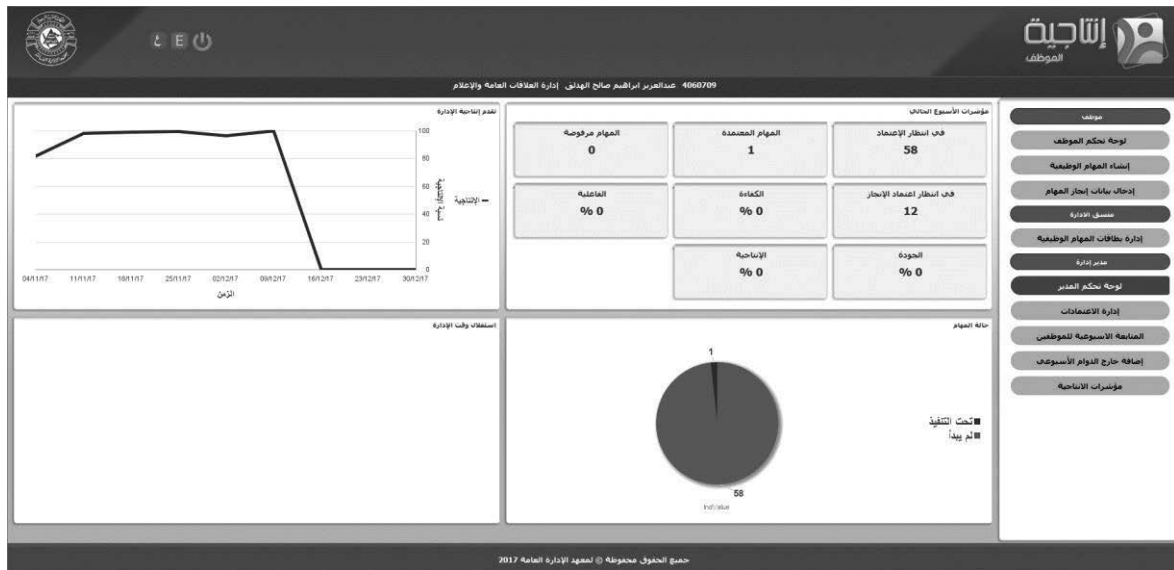 إنتاجية
الموظف
ع E
4060709 عبدالعزيز ابراهيم صالح الهدلق إدارة العلاقات العامة والإعلام
موظف
لوحة تحكم الموظف
إنشاء المهام الوظيفية
إدخال بيانات إنجاز المهام
منسق الادارة
إدارة بطاقات المهام الوظيفية
مدير إدارة
لوحة تحكم المدير
إدارة الاعتمادات
المتابعة الاسبوعية للموظفين
إضافة خارج الدوام الأسبوعي
مؤشرات الانتاجية
مؤشرات الأسبوع الحالي
في انتظار الإعتماد
58
المهام المعتمدة
1
المهام مرفوضة
0
في انتظار اعتماد الإنجاز
12
الكفاءة
% 0
الفاعلية
% 0
الجودة
% 0
الإنتاجية
% 0
تقدم إنتاجية الإدارة
100
80
60
40
20
0
نسبة الإنتاجية
الإنتاجية
04/11/17 11/11/17 18/11/17 25/11/17 02/12/17 09/12/17 16/12/17 23/12/17 30/12/17
الزمن
حالة المهام
1
تحت التنفيذ
لم يبدأ
58
استغلال وقت الإدارة
جميع الحقوق محفوظة © لمعهد الإدارة العامة 2017